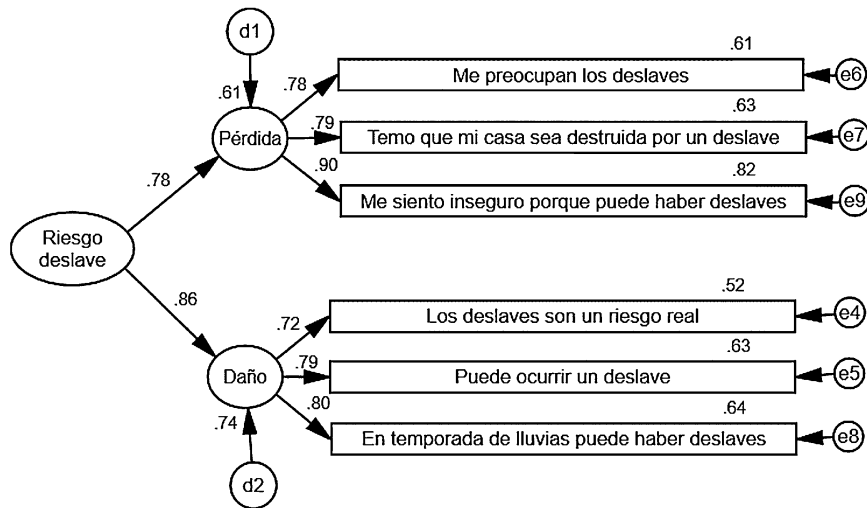 d1
.61
.61
.78
Me preocupan los deslaves
e6
.63
Pérdida
.79
Temo que mi casa sea destruida por un deslave
e7
.90
.82
.78
Me siento inseguro porque puede haber deslaves
e9
Riesgo
deslave
.86
.52
.72
Los deslaves son un riesgo real
e4
.63
Daño
.79
Puede ocurrir un deslave
e5
.80
.64
.74
En temporada de lluvias puede haber deslaves
e8
d2